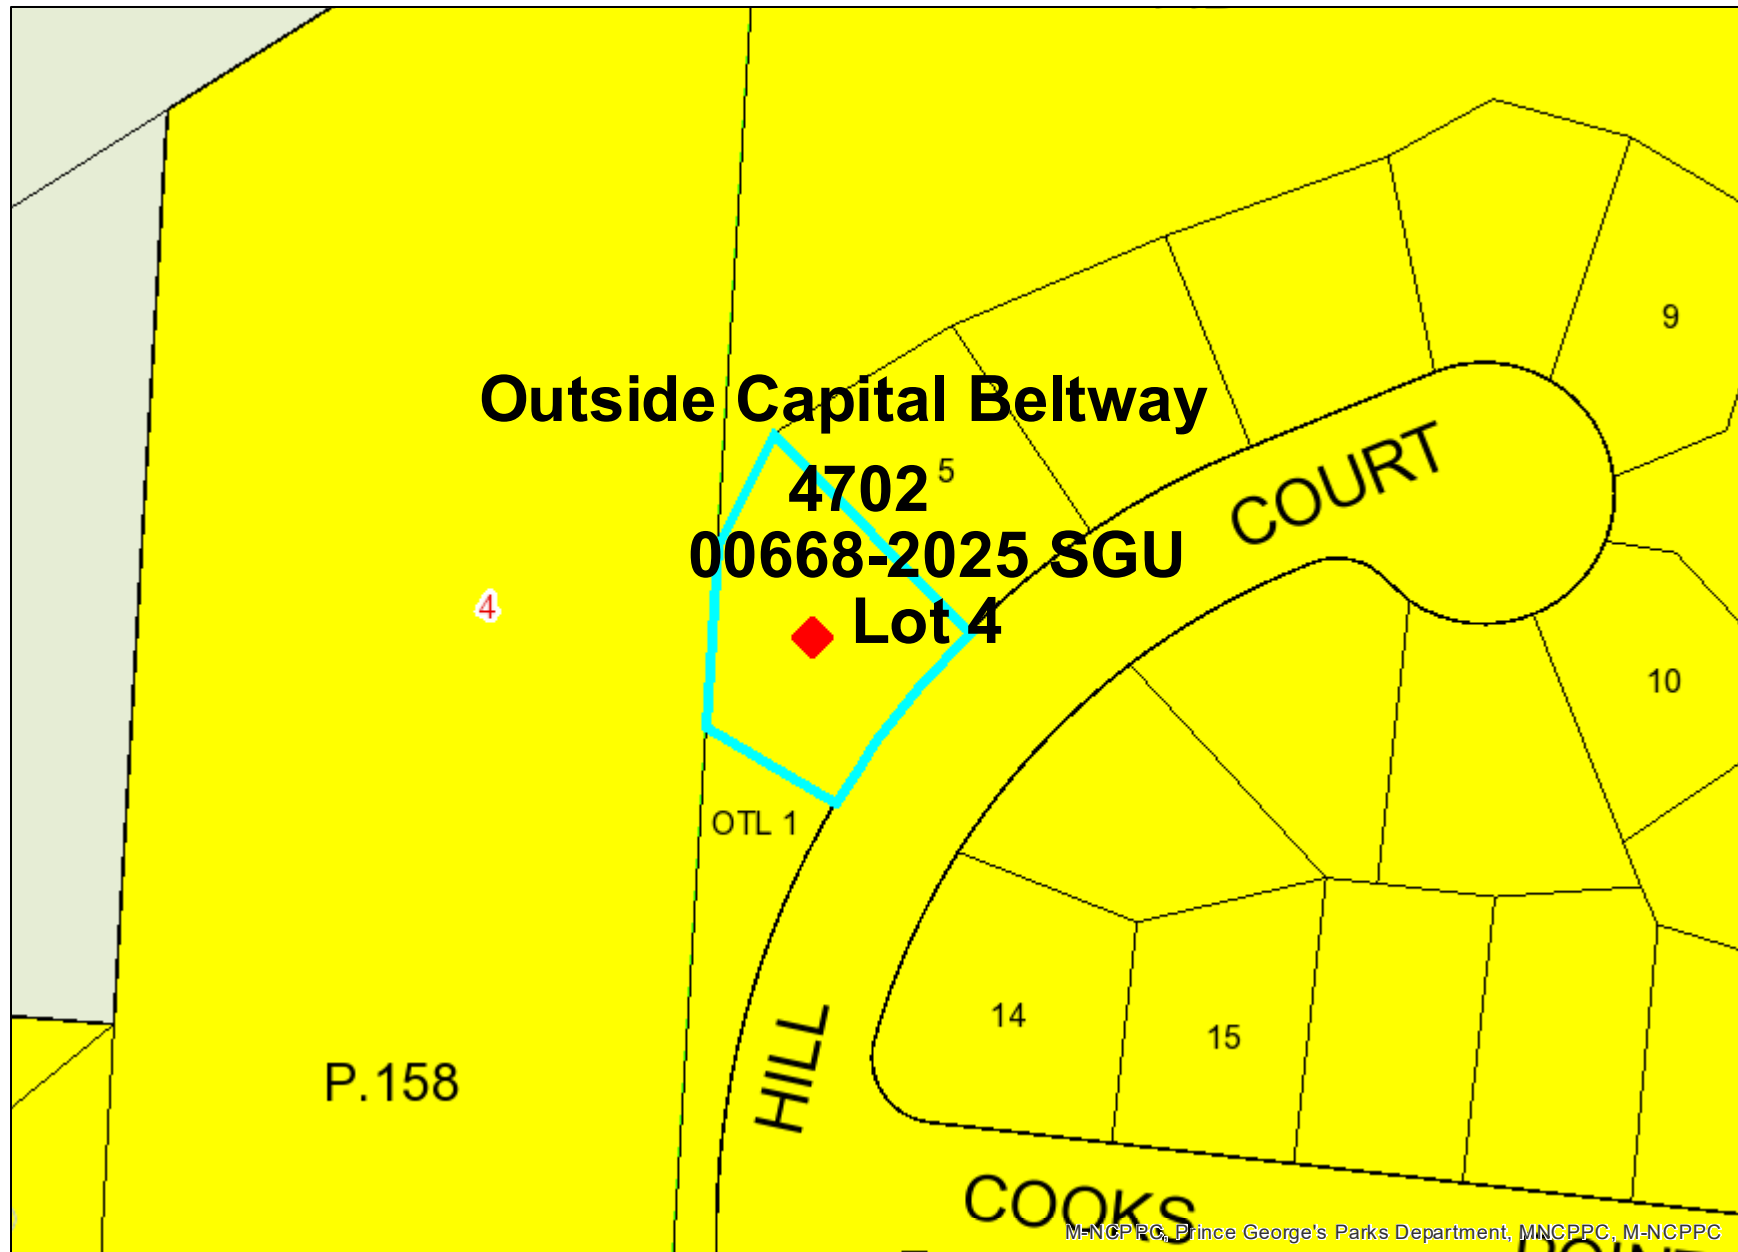 9
Outside Capital Beltway
4702
5
COURT
00668-2025 SGU
4
Lot 4
10
OTL 1
14
15
HILL
P.158
COOKS
M-NCPPC, Prince George's Parks Department, MNCPPC, M-NCPPC